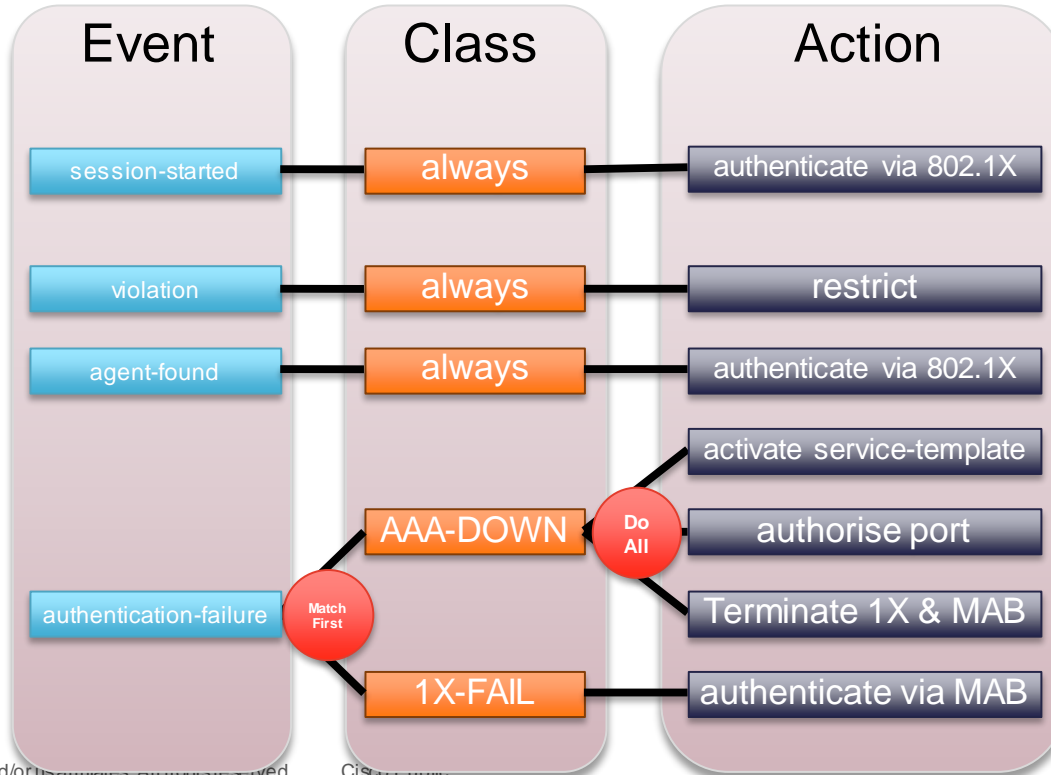 Event
Class
Action
session-started
always
authenticate via 802.1X
violation
always
restrict
agent-found
always
authenticate via 802.1X
activate service-template
AAA-DOWN
Do
All
authorise port
authentication-failure
Match
First
Terminate 1X & MAB
1X-FAIL
authenticate via MAB